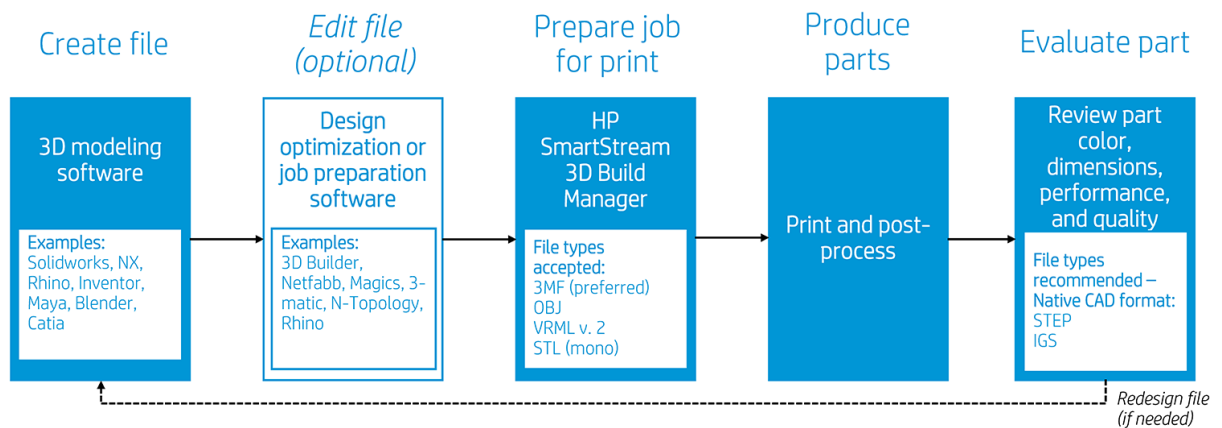 Create file
Edit file
(optional)
Prepare job
for print
Produce
parts
Evaluate part
3D modeling
software
Examples:
Solidworks, NX,
Rhino, Inventor,
Maya, Blender,
Catia
Design
optimization or
job preparation
software
Examples:
3D Builder,
Netfabb, Magics, 3-
matic, N-Topology,
Rhino
HP
SmartStream
3D Build
Manager
File types
accepted:
3MF (preferred)
OBJ
VRML v. 2
STL (mono)
Print and post-
process
Review part
color,
dimensions,
performance,
and quality
File types
recommended –
Native CAD format:
STEP
IGS
Redesign file
(if needed)